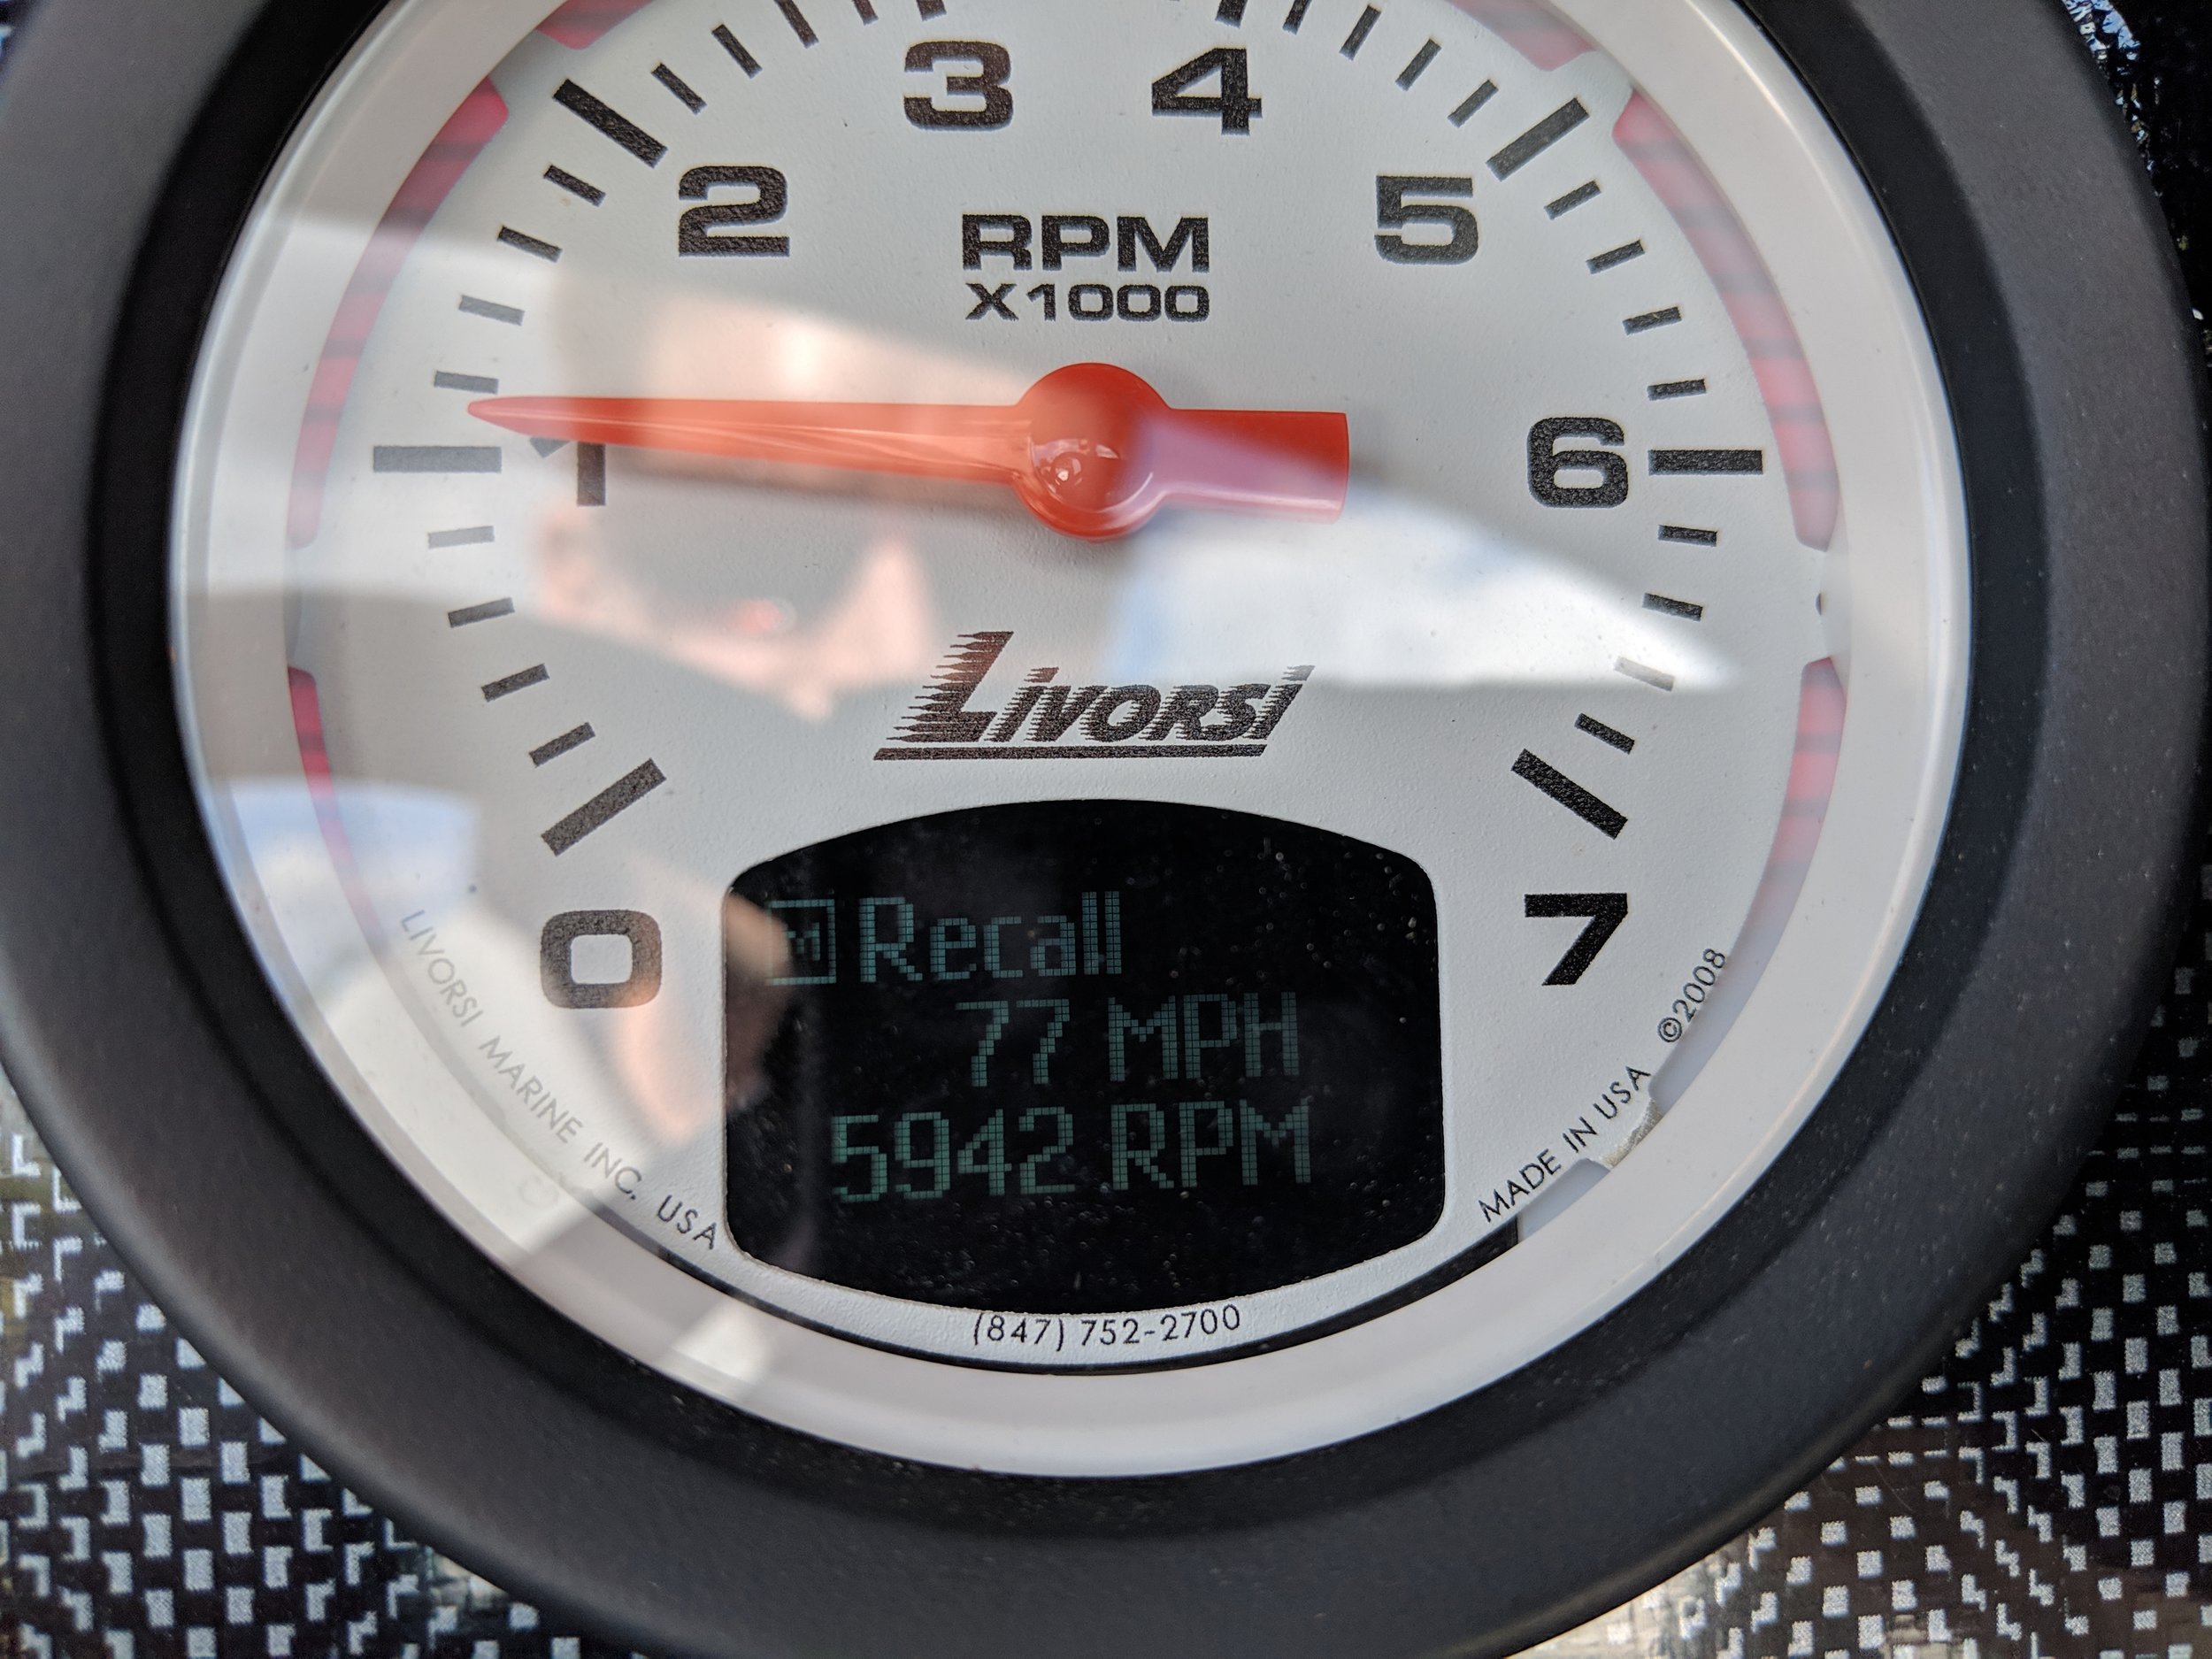 3 4
2 5
RPM
X1000
1 6
LIVORSI
0 7
M Recall
77 MPH
5942 RPM
LIVORSI MARINE INC. USA
(847) 752-2700
MADE IN USA ©2008